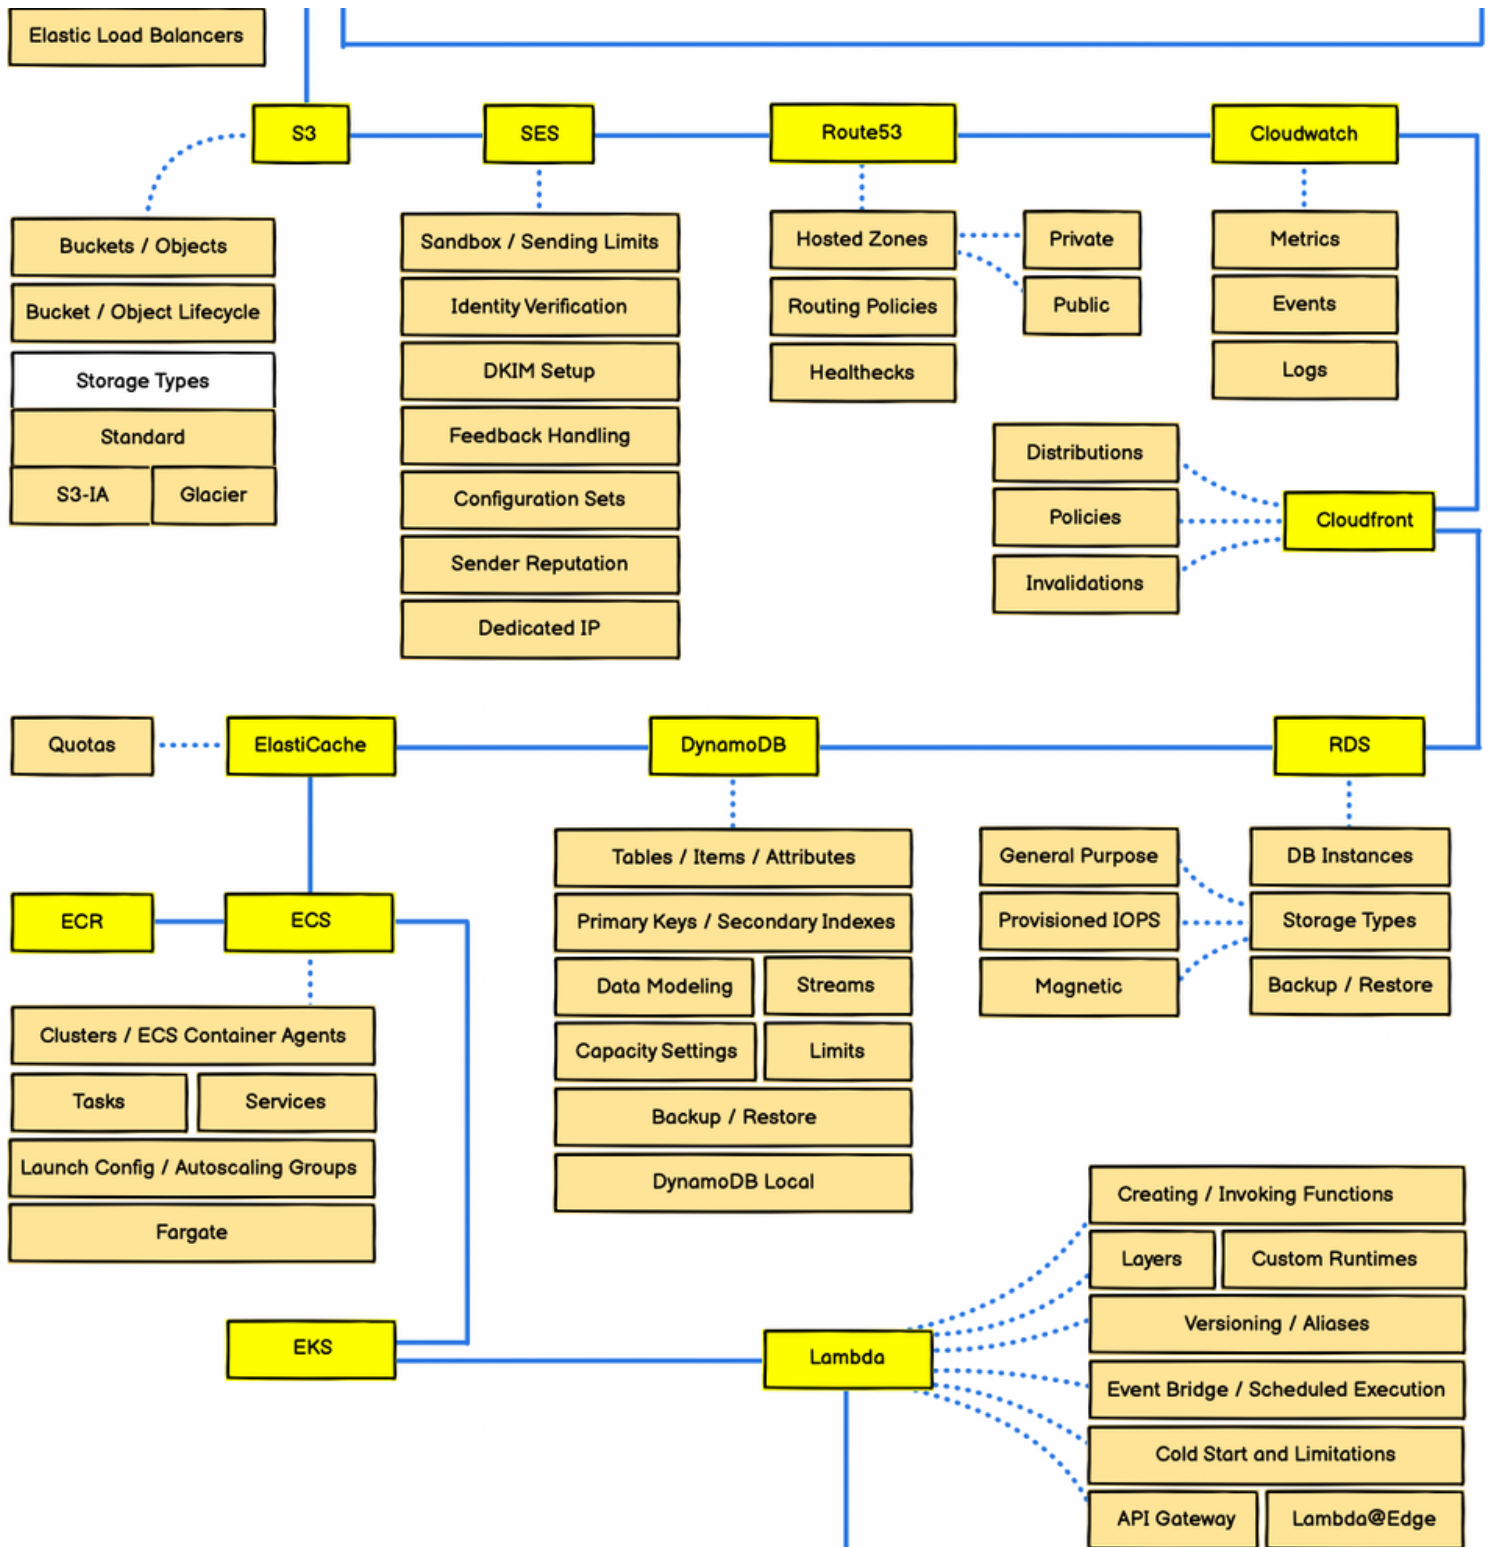 Elastic Load Balancers
S3
SES
Route53
Cloudwatch
Buckets / Objects
Bucket / Object Lifecycle
Storage Types
Standard
S3-IA
Glacier
Sandbox / Sending Limits
Identity Verification
DKIM Setup
Feedback Handling
Configuration Sets
Sender Reputation
Dedicated IP
Hosted Zones
Private
Public
Routing Policies
Healthecks
Metrics
Events
Logs
Distributions
Policies
Invalidations
Cloudfront
Quotas
ElastiCache
DynamoDB
RDS
Tables / Items / Attributes
Primary Keys / Secondary Indexes
Data Modeling
Streams
Capacity Settings
Limits
Backup / Restore
DynamoDB Local
General Purpose
Provisioned IOPS
Magnetic
DB Instances
Storage Types
Backup / Restore
ECR
ECS
Clusters / ECS Container Agents
Tasks
Services
Launch Config / Autoscaling Groups
Fargate
EKS
Lambda
Creating / Invoking Functions
Layers
Custom Runtimes
Versioning / Aliases
Event Bridge / Scheduled Execution
Cold Start and Limitations
API Gateway
Lambda@Edge